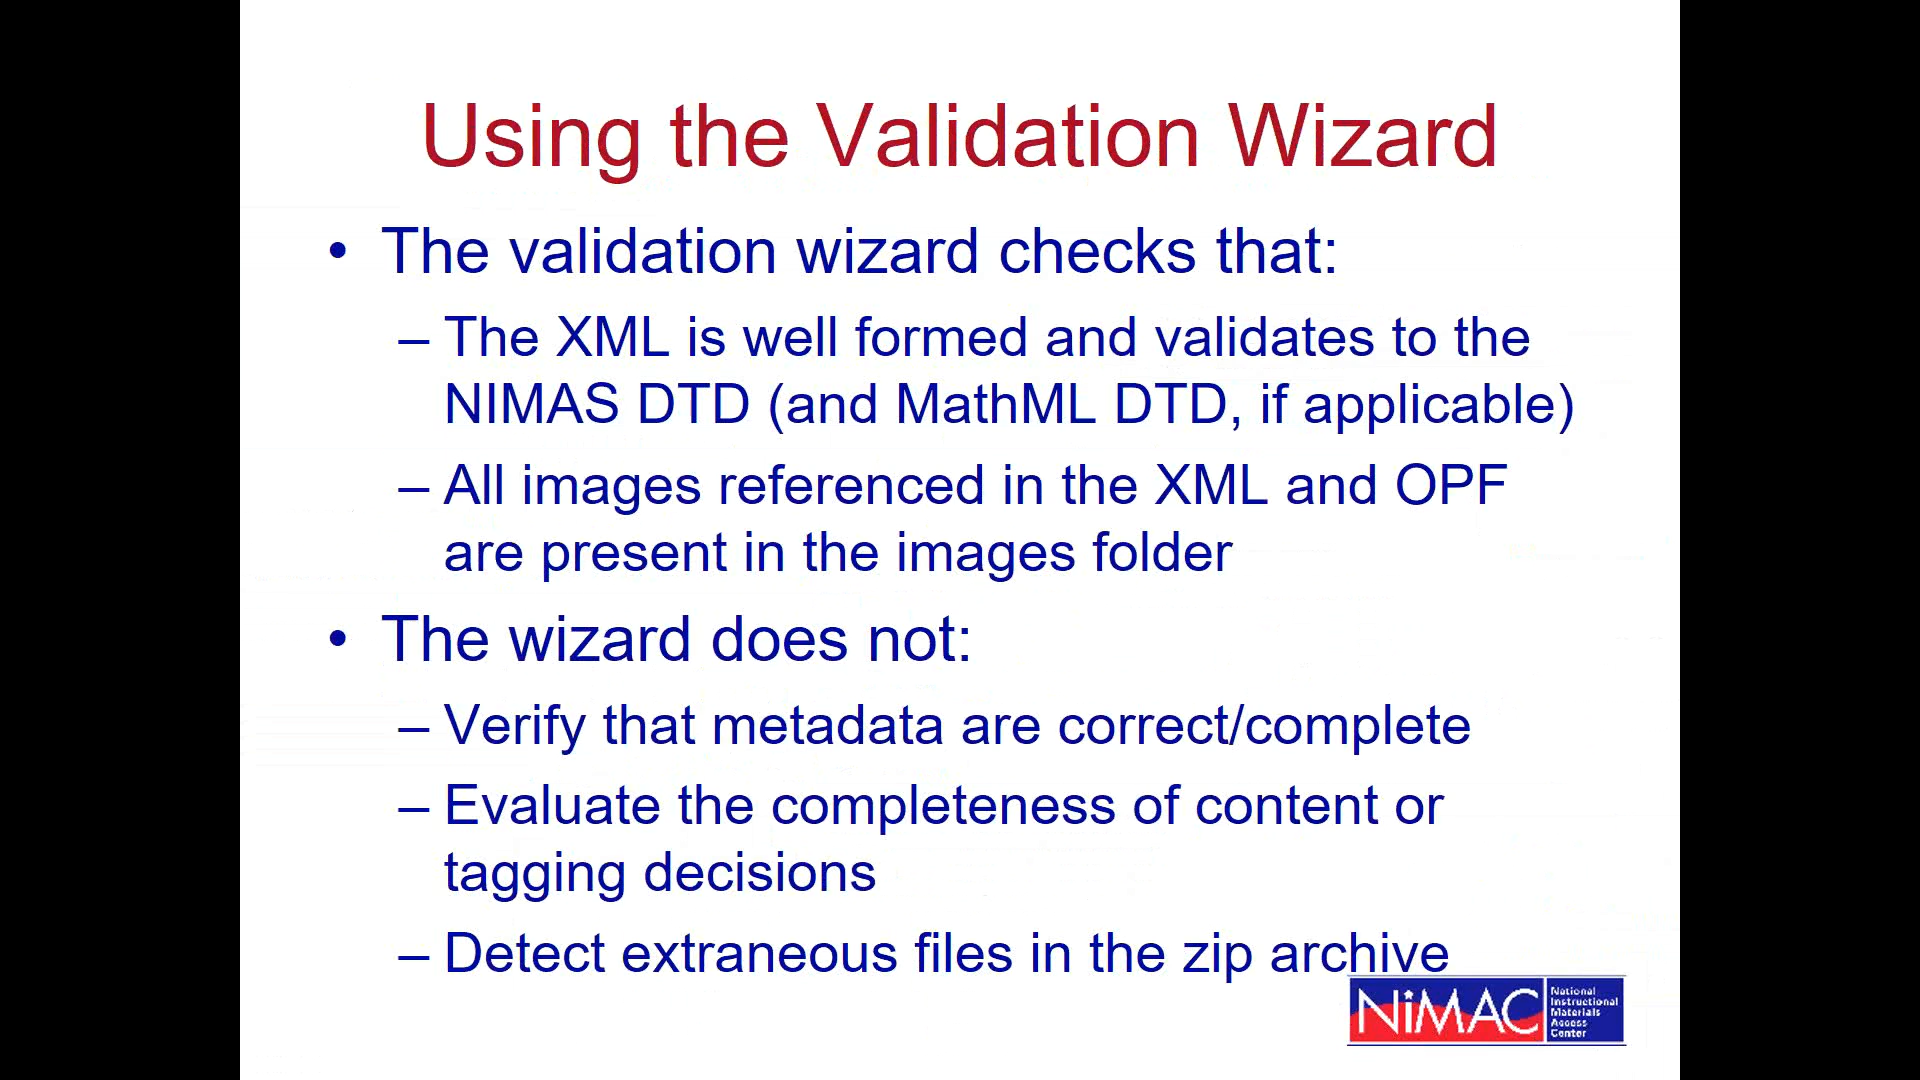 Using the Validation Wizard
• The validation wizard checks that:
– The XML is well formed and validates to the
NIMAS DTD (and MathML DTD, if applicable)
– All images referenced in the XML and OPF
are present in the images folder
• The wizard does not:
– Verify that metadata are correct/complete
– Evaluate the completeness of content or
tagging decisions
– Detect extraneous files in the zip archive
NiMAC
National
Instructional
Materials
Access
Center